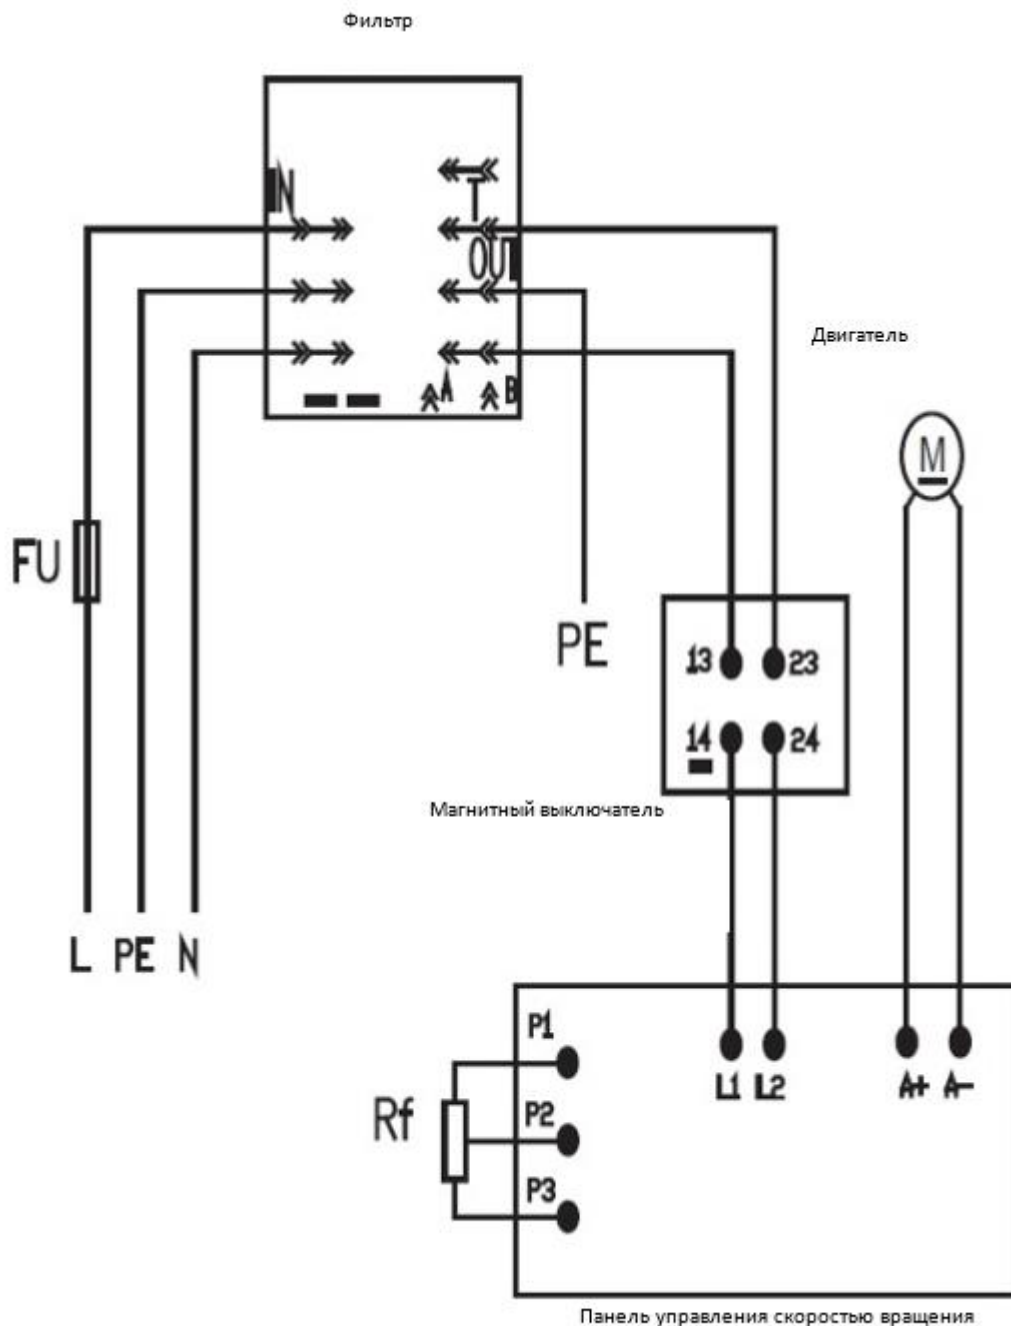 Фильтр
IN
T
OUT
A
B
Двигатель
M
FU
PE
13
23
14
24
Магнитный выключатель
L PE N
P1
L1 L2
A+ A-
Rf
P2
P3
Панель управления скоростью вращения